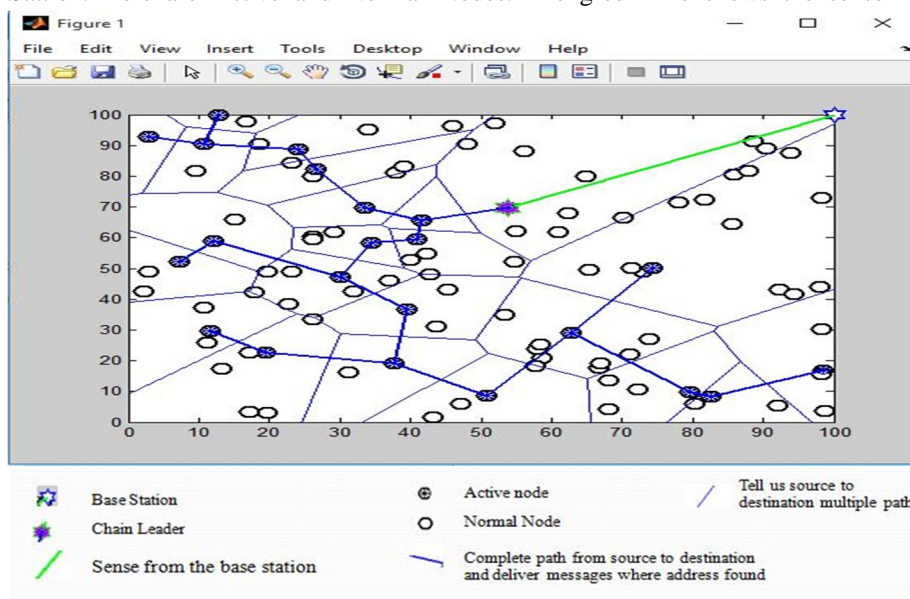 Figure 1
File Edit View Insert Tools Desktop Window Help
100
90
80
70
60
50
40
30
20
10
0
0 10 20 30 40 50 60 70 80 90 100
Base Station
Chain Leader
Sense from the base station
Active node
Normal Node
Complete path from source to destination
and deliver messages where address found
Tell us source to
destination multiple path